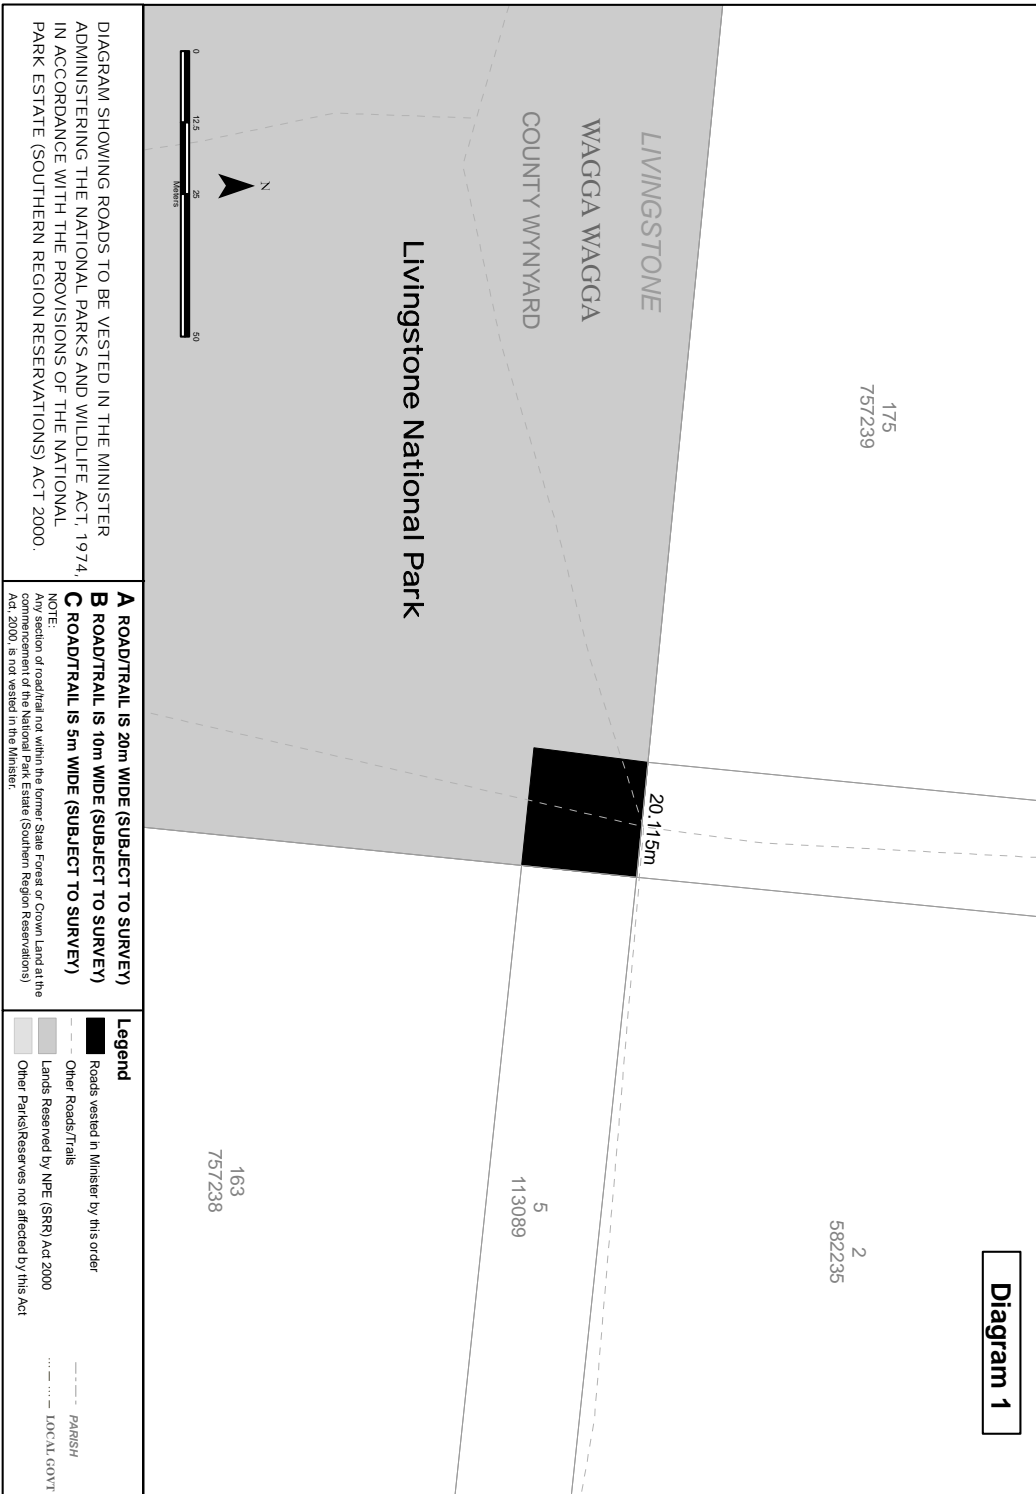 Diagram 1
175
757239
2
582235
LIVINGSTONE
WAGGA WAGGA
COUNTY WYNYARD
20.115m
5
113089
Livingstone National Park
163
757238
N
0 12.5 25 50
Meters
DIAGRAM SHOWING ROADS TO BE VESTED IN THE MINISTER
ADMINISTERING THE NATIONAL PARKS AND WILDLIFE ACT, 1974,
IN ACCORDANCE WITH THE PROVISIONS OF THE NATIONAL
PARK ESTATE (SOUTHERN REGION RESERVATIONS) ACT 2000.
A ROAD/TRAIL IS 20m WIDE (SUBJECT TO SURVEY)
B ROAD/TRAIL IS 10m WIDE (SUBJECT TO SURVEY)
C ROAD/TRAIL IS 5m WIDE (SUBJECT TO SURVEY)
NOTE:
Any section of road/trail not within the former State Forest or Crown Land at the
commencement of the National Park Estate (Southern Region Reservations)
Act, 2000, is not vested in the Minister.
Legend
Roads vested in Minister by this order
Other Roads/Trails
Lands Reserved by NPE (SRR) Act 2000
Other Parks\Reserves not affected by this Act
PARISH
LOCAL GOVT